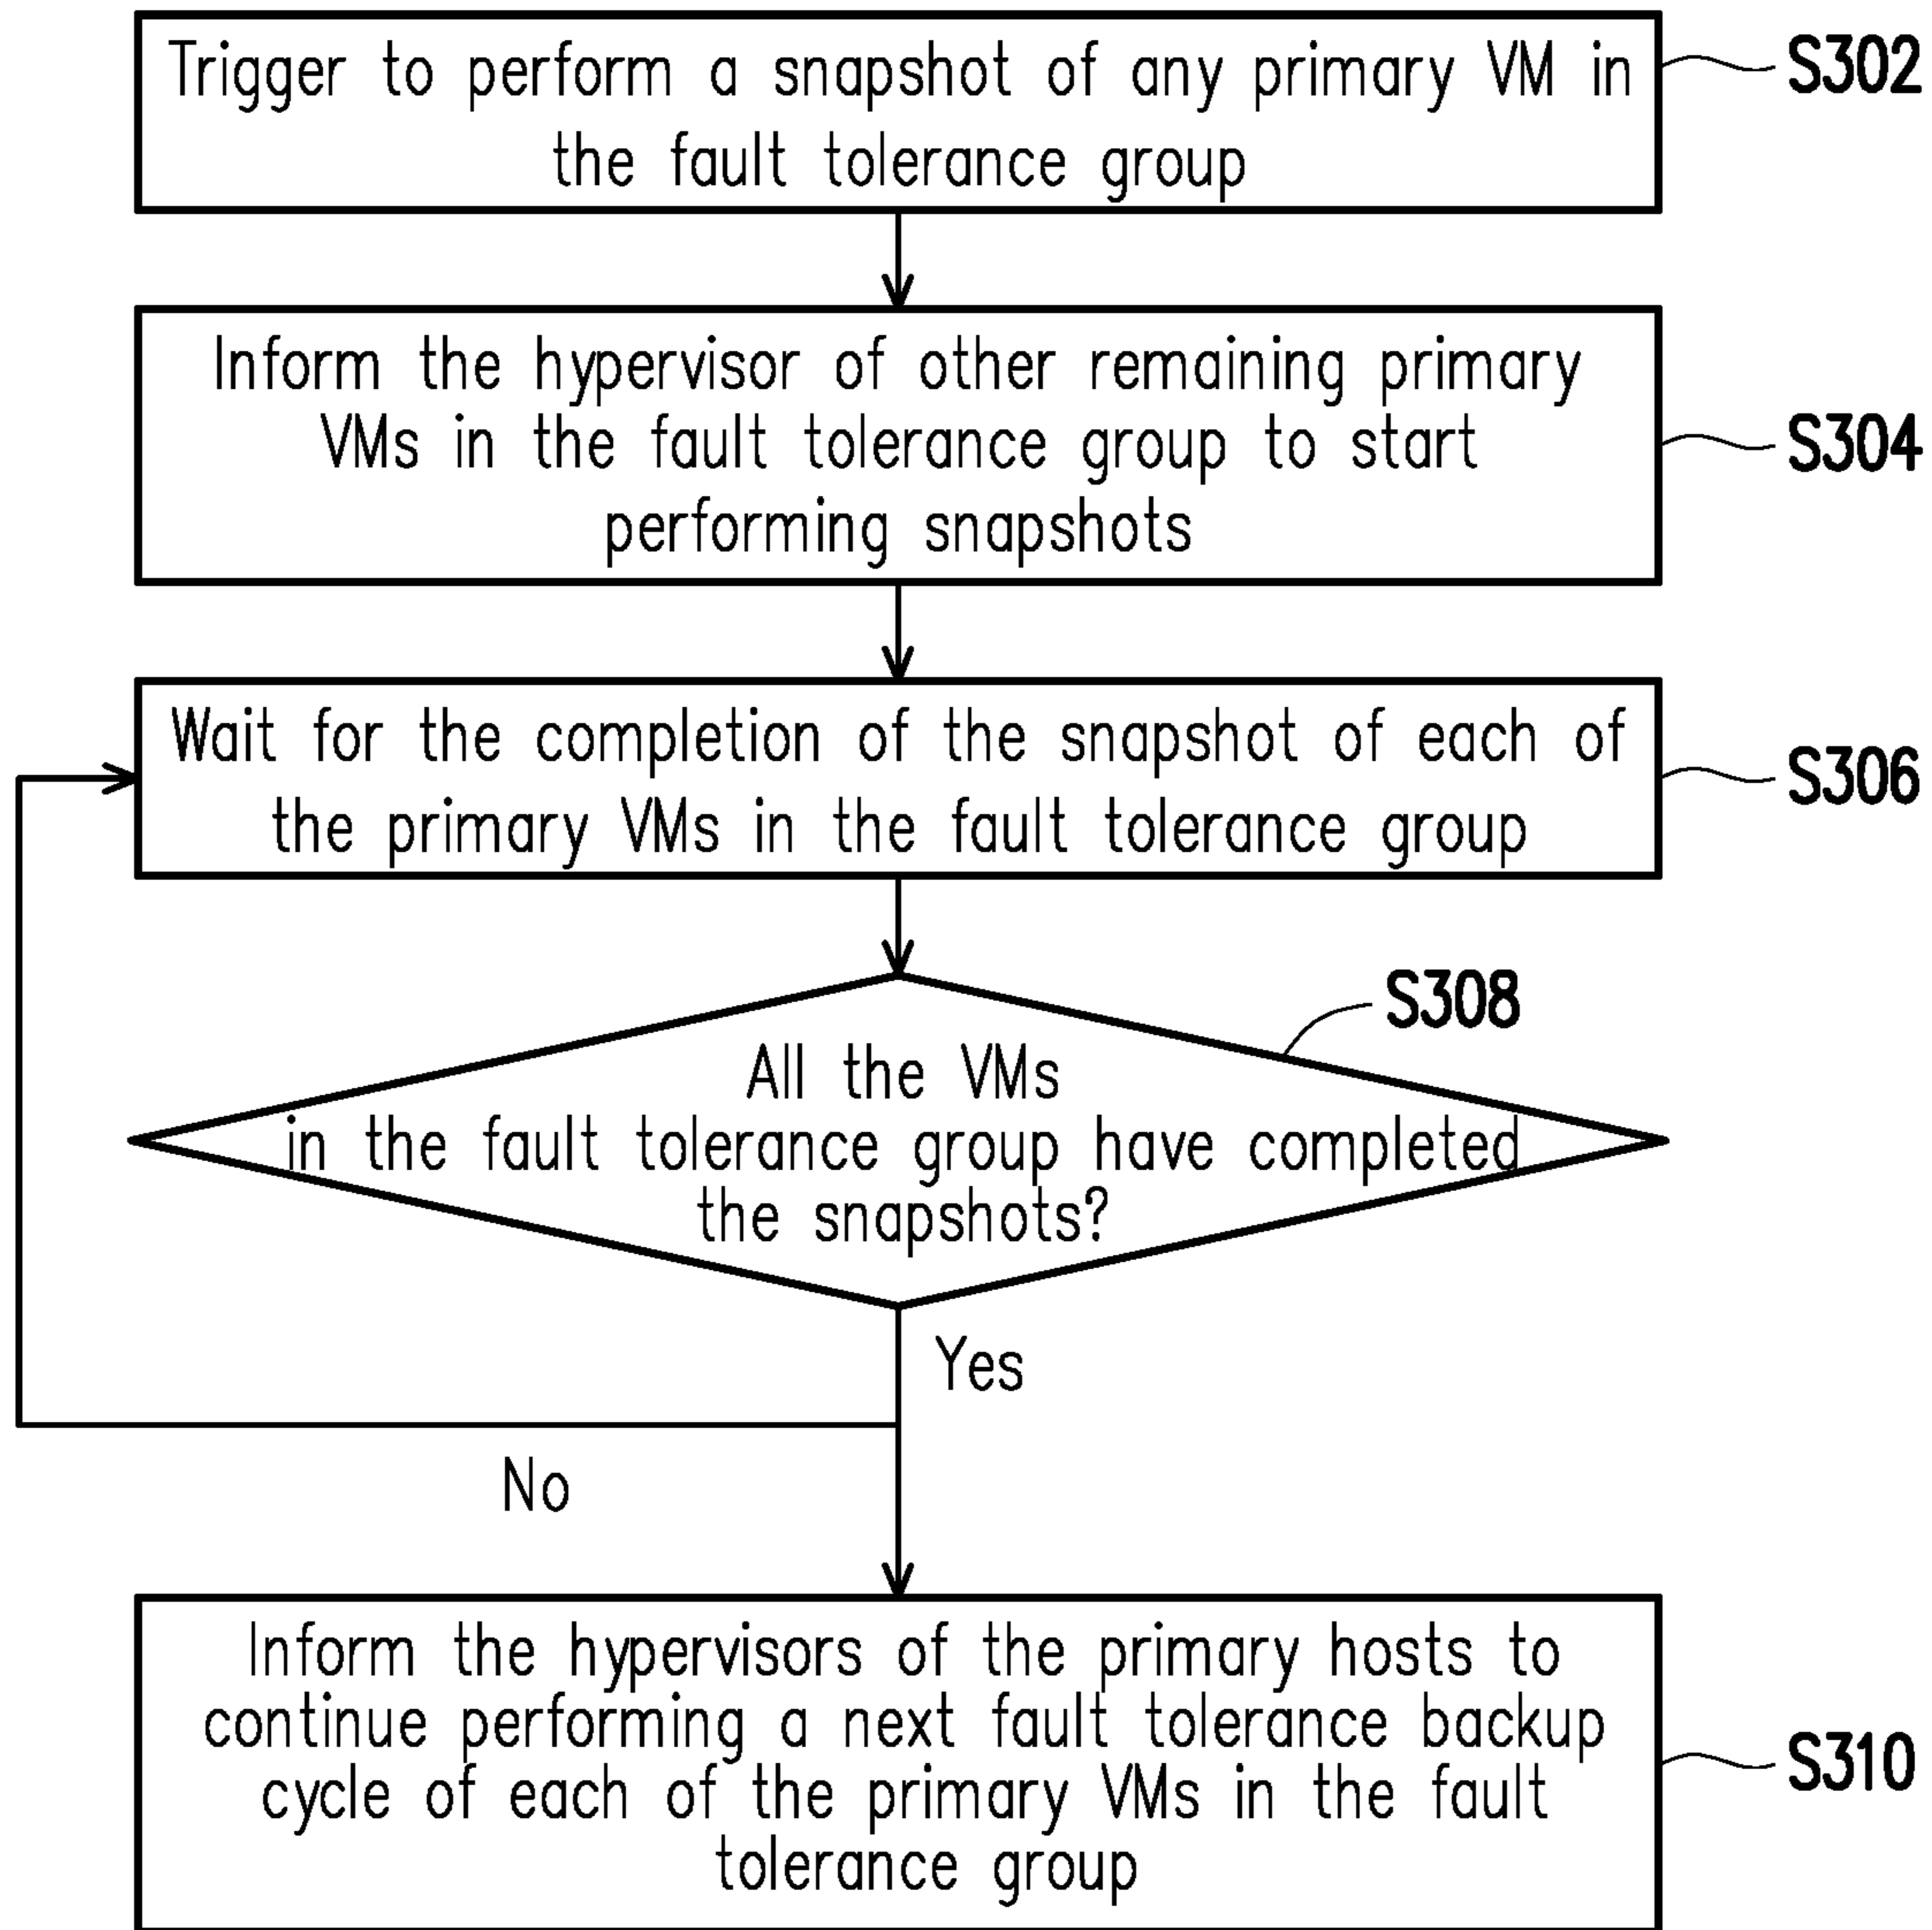 Trigger to perform a snapshot of any primary VM in
the fault tolerance group
S302
Inform the hypervisor of other remaining primary
VMs in the fault tolerance group to start
performing snapshots
S304
Wait for the completion of the snapshot of each of
the primary VMs in the fault tolerance group
S306
S308
All the VMs
in the fault tolerance group have completed
the snapshots?
Yes
No
Inform the hypervisors of the primary hosts to
continue performing a next fault tolerance backup
cycle of each of the primary VMs in the fault
tolerance group
S310